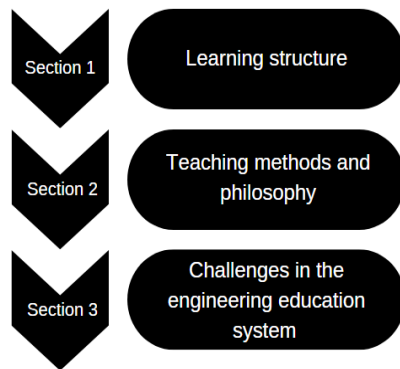 Section 1
Learning structure
Section 2
Teaching methods and
philosophy
Section 3
Challenges in the
engineering education
system